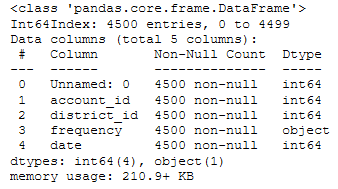 <class 'pandas.core.frame.DataFrame'>
Int64Index: 4500 entries, 0 to 4499
Data columns (total 5 columns):
 #   Column       Non-Null Count  Dtype
---  ------       --------------  -----
 0   Unnamed: 0   4500 non-null   int64
 1   account_id   4500 non-null   int64
 2   district_id  4500 non-null   int64
 3   frequency    4500 non-null   object
 4   date         4500 non-null   int64
dtypes: int64(4), object(1)
memory usage: 210.9+ KB